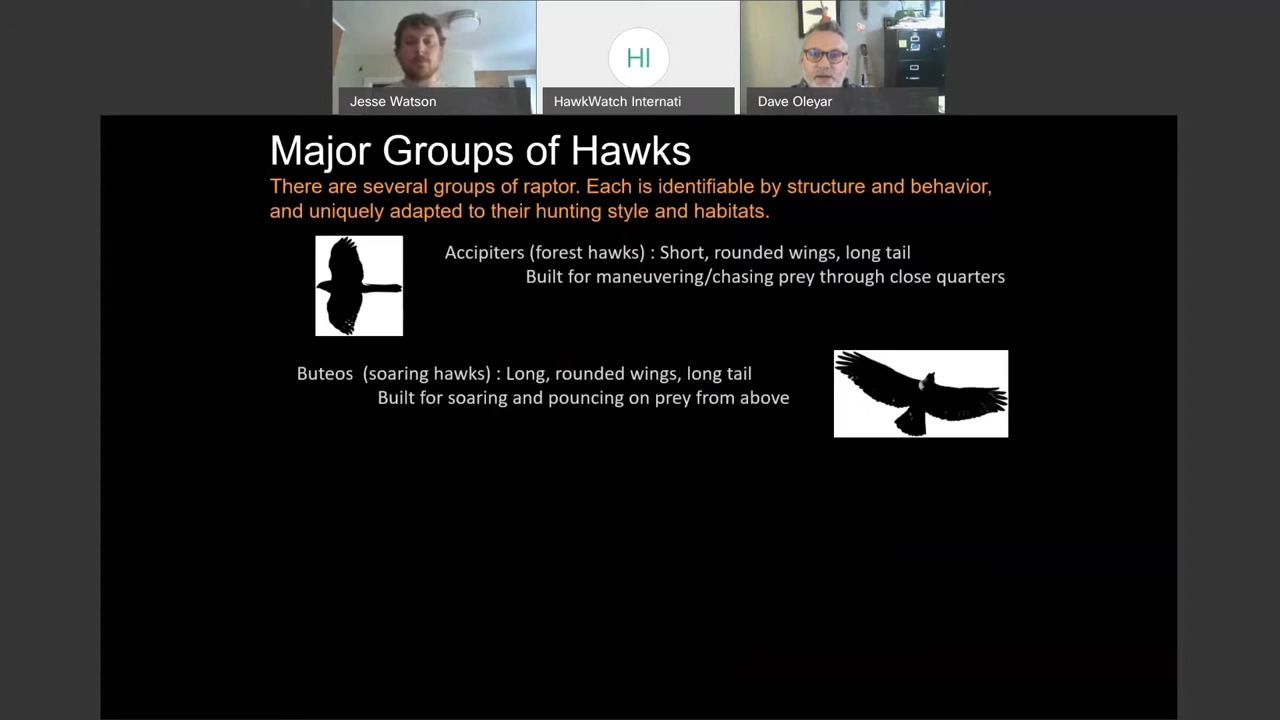 HI
Jesse Watson
HawkWatch Internati
Dave Oleyar
Major Groups of Hawks
There are several groups of raptor. Each is identifiable by structure and behavior,
and uniquely adapted to their hunting style and habitats.
Accipiters (forest hawks) : Short, rounded wings, long tail
Built for maneuvering/chasing prey through close quarters
Buteos (soaring hawks) : Long, rounded wings, long tail
Built for soaring and pouncing on prey from above